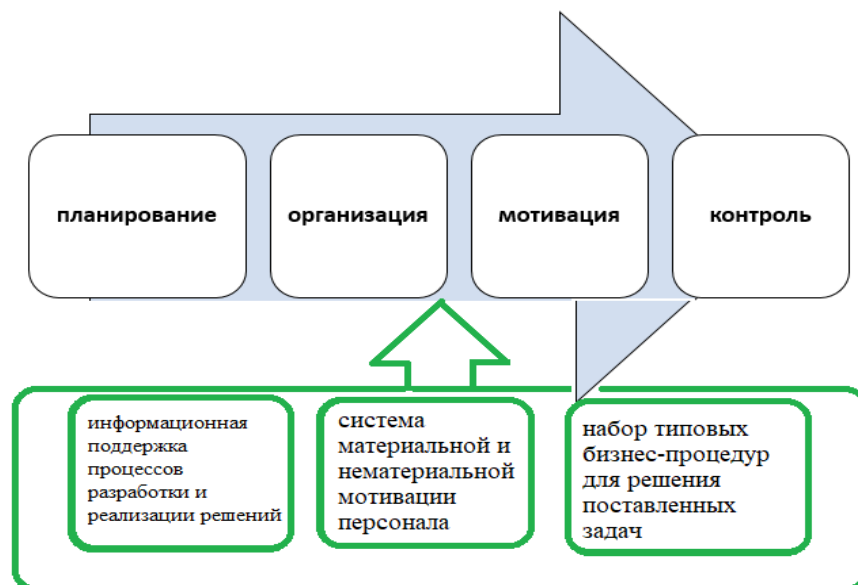 планирование
организация
мотивация
контроль
информационная
поддержка
процессов
разработки и
реализации решений
система
материальной и
нематериальной
мотивации
персонала
набор типовых
бизнес-процедур
для решения
поставленных
задач